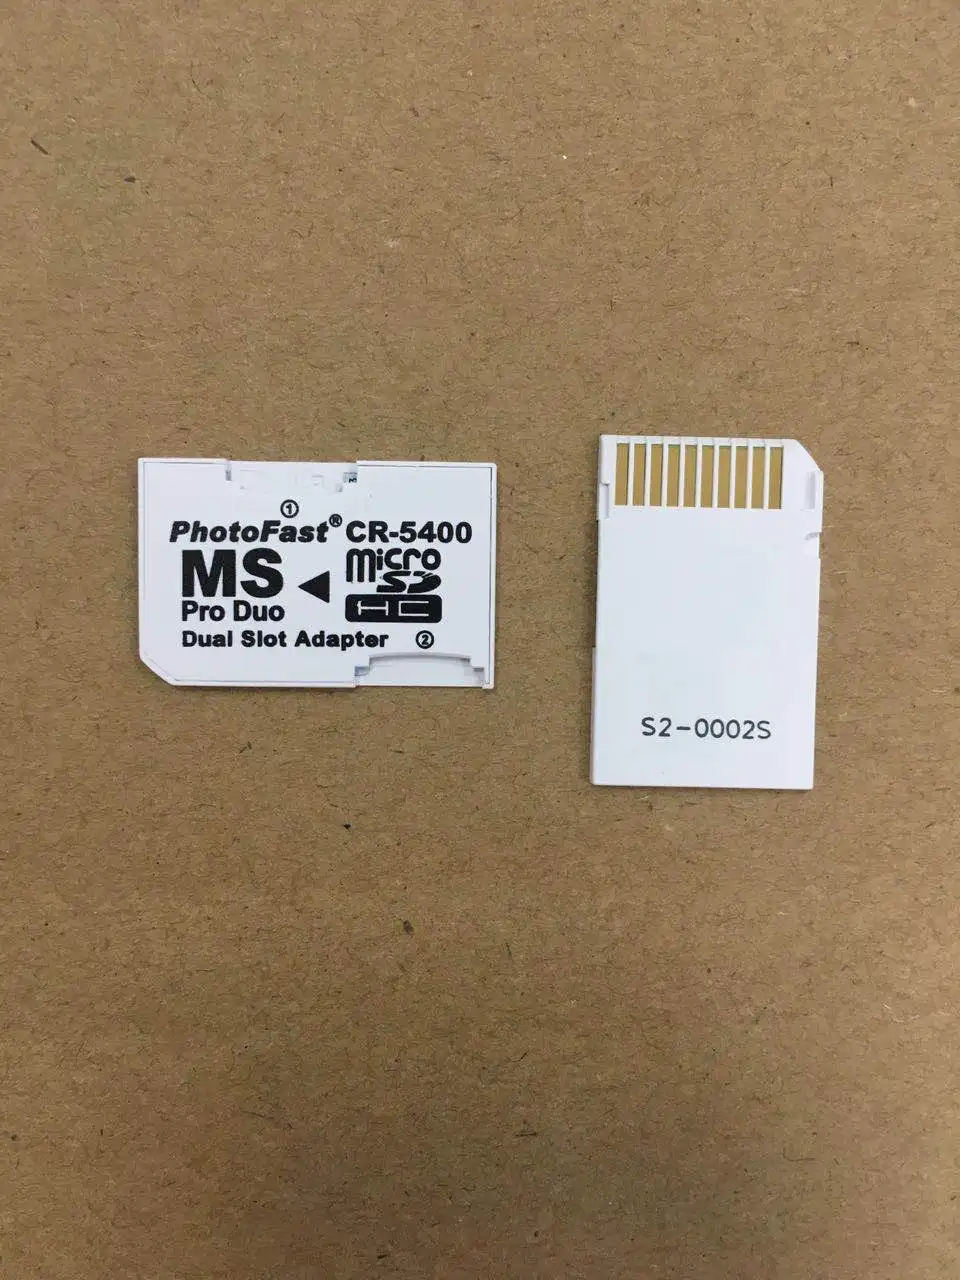 ①
PhotoFast® CR-5400
MS ◀ micro SD HC
Pro Duo
Dual Slot Adapter ②
S2-0002S